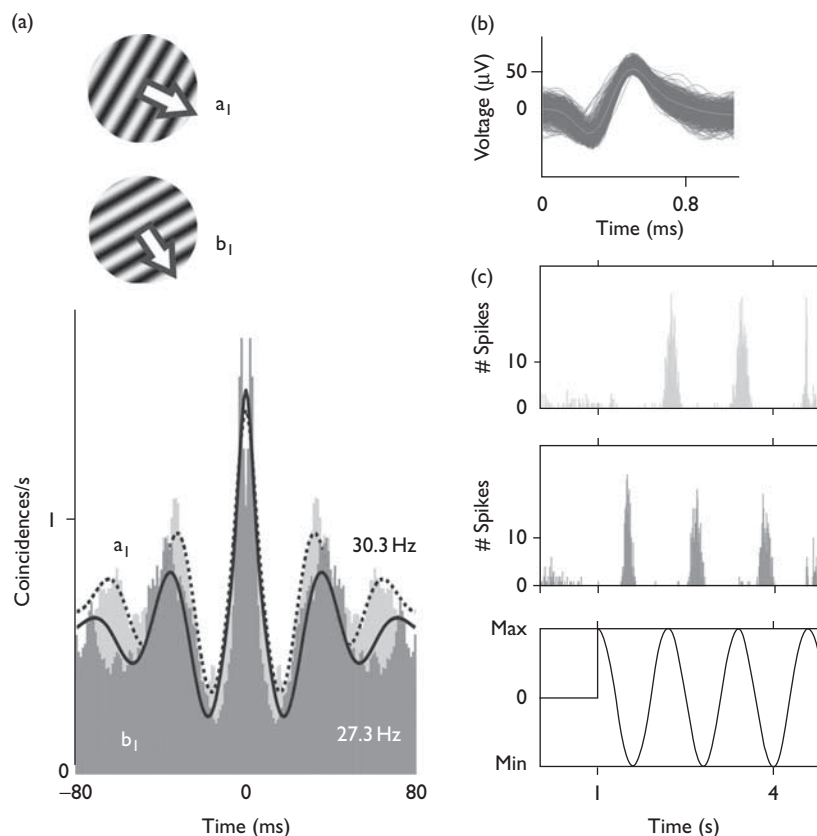 (a)
a1
b1
Coincidences/s
1
0
a1
30.3 Hz
b1
27.3 Hz
−80
0
80
Time (ms)
(b)
Voltage (µV)
50
0
0
0.8
Time (ms)
(c)
# Spikes
10
0
# Spikes
10
0
Max
0
Min
1
4
Time (s)